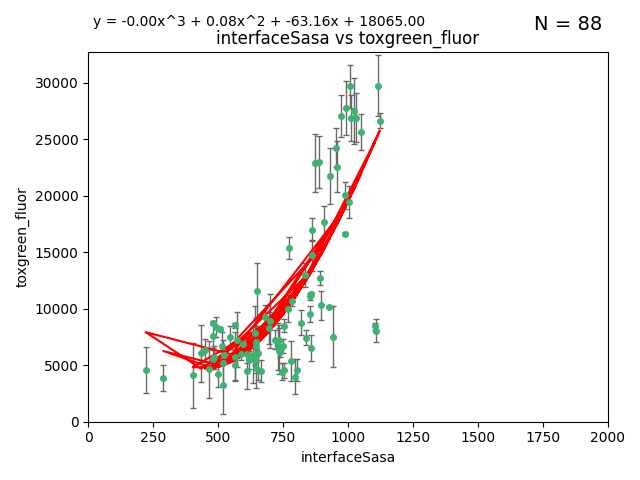 y = -0.00x^3 + 0.08x^2 + -63.16x + 18065.00
N = 88
interfaceSasa vs toxgreen_fluor
30000
25000
20000
15000
10000
5000
0
toxgreen_fluor
0 250 500 750 1000 1250 1500 1750 2000
interfaceSasa